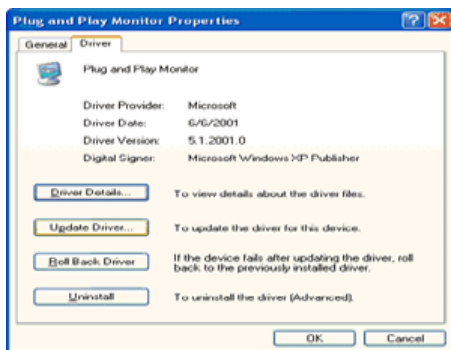 Plug and Play Monitor Properties
General Driver
Plug and Play Monitor
Driver Provider: Microsoft
Driver Date: 6/6/2001
Driver Version: 5.1.2001.0
Digital Signer: Microsoft Windows XP Publisher
Driver Details... To view details about the driver files.
Update Driver... To update the driver for this device.
Roll Back Driver If the device fails after updating the driver, roll
back to the previously installed driver.
Uninstall To uninstall the driver (Advanced).
OK Cancel